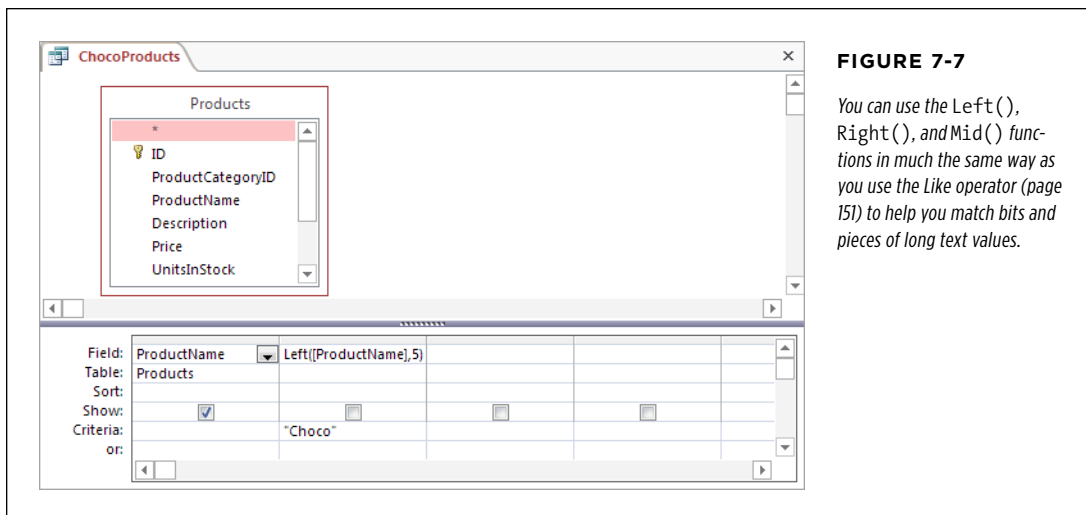 ChocoProducts
Products
*
ID
ProductCategoryID
ProductName
Description
Price
UnitsInStock
Field: ProductName Left([ProductName],5)
Table: Products
Sort:
Show:
Criteria: "Choco"
or:
FIGURE 7-7
You can use the Left(),
Right(), and Mid() func-
tions in much the same way as
you use the Like operator (page
151) to help you match bits and
pieces of long text values.